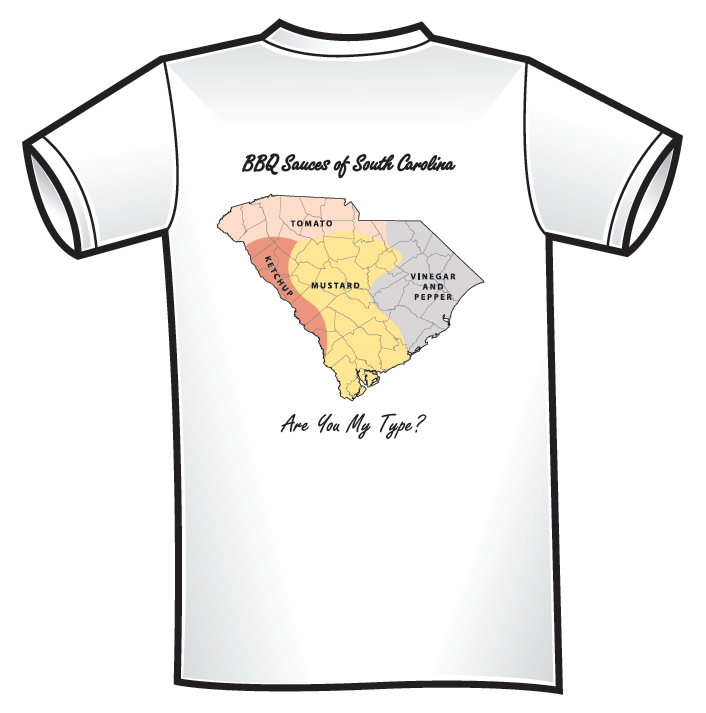 BBQ Sauces of South Carolina
TOMATO
KETCHUP
MUSTARD
VINEGAR
AND
PEPPER
Are You My Type?